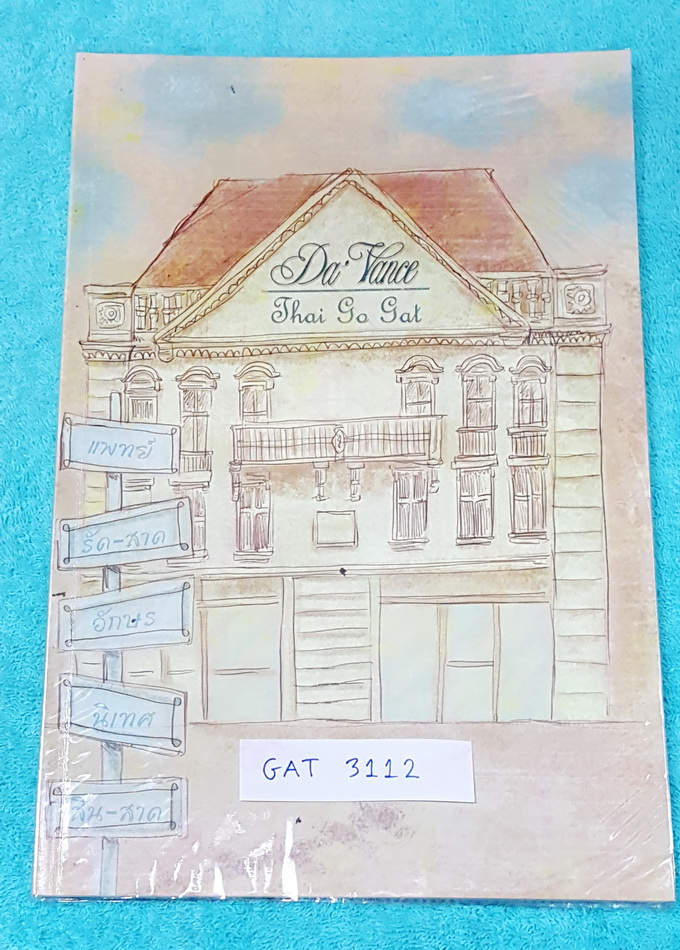 Da' Vance
Thai Go Gat
แพทย์
รัด-สาด
อักษร
นิเทศ
สิน-สาด
GAT 3112